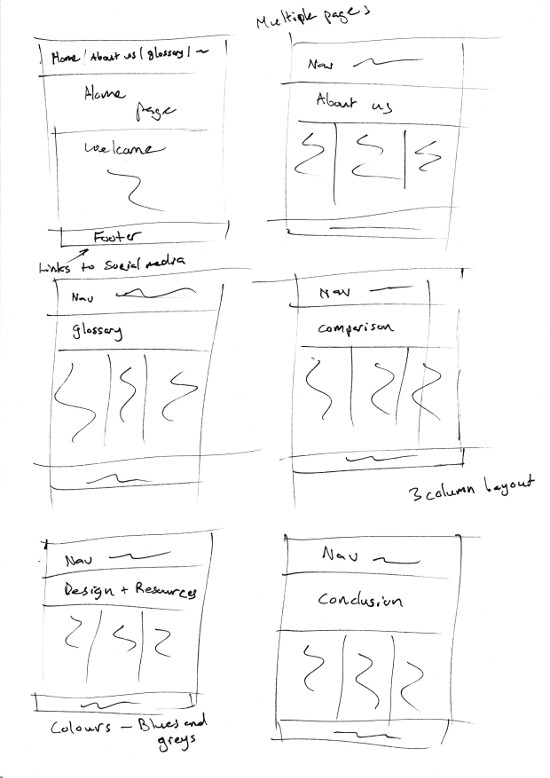 Multiple pages
Home / About us / glossary /
Home
page
Welcome
Footer
Links to Social media
Nav
About us
Nav
glossary
Nav
comparison
3 column layout
Nav
Design + Resources
Colours – Blues and
greys
Nav
Conclusion